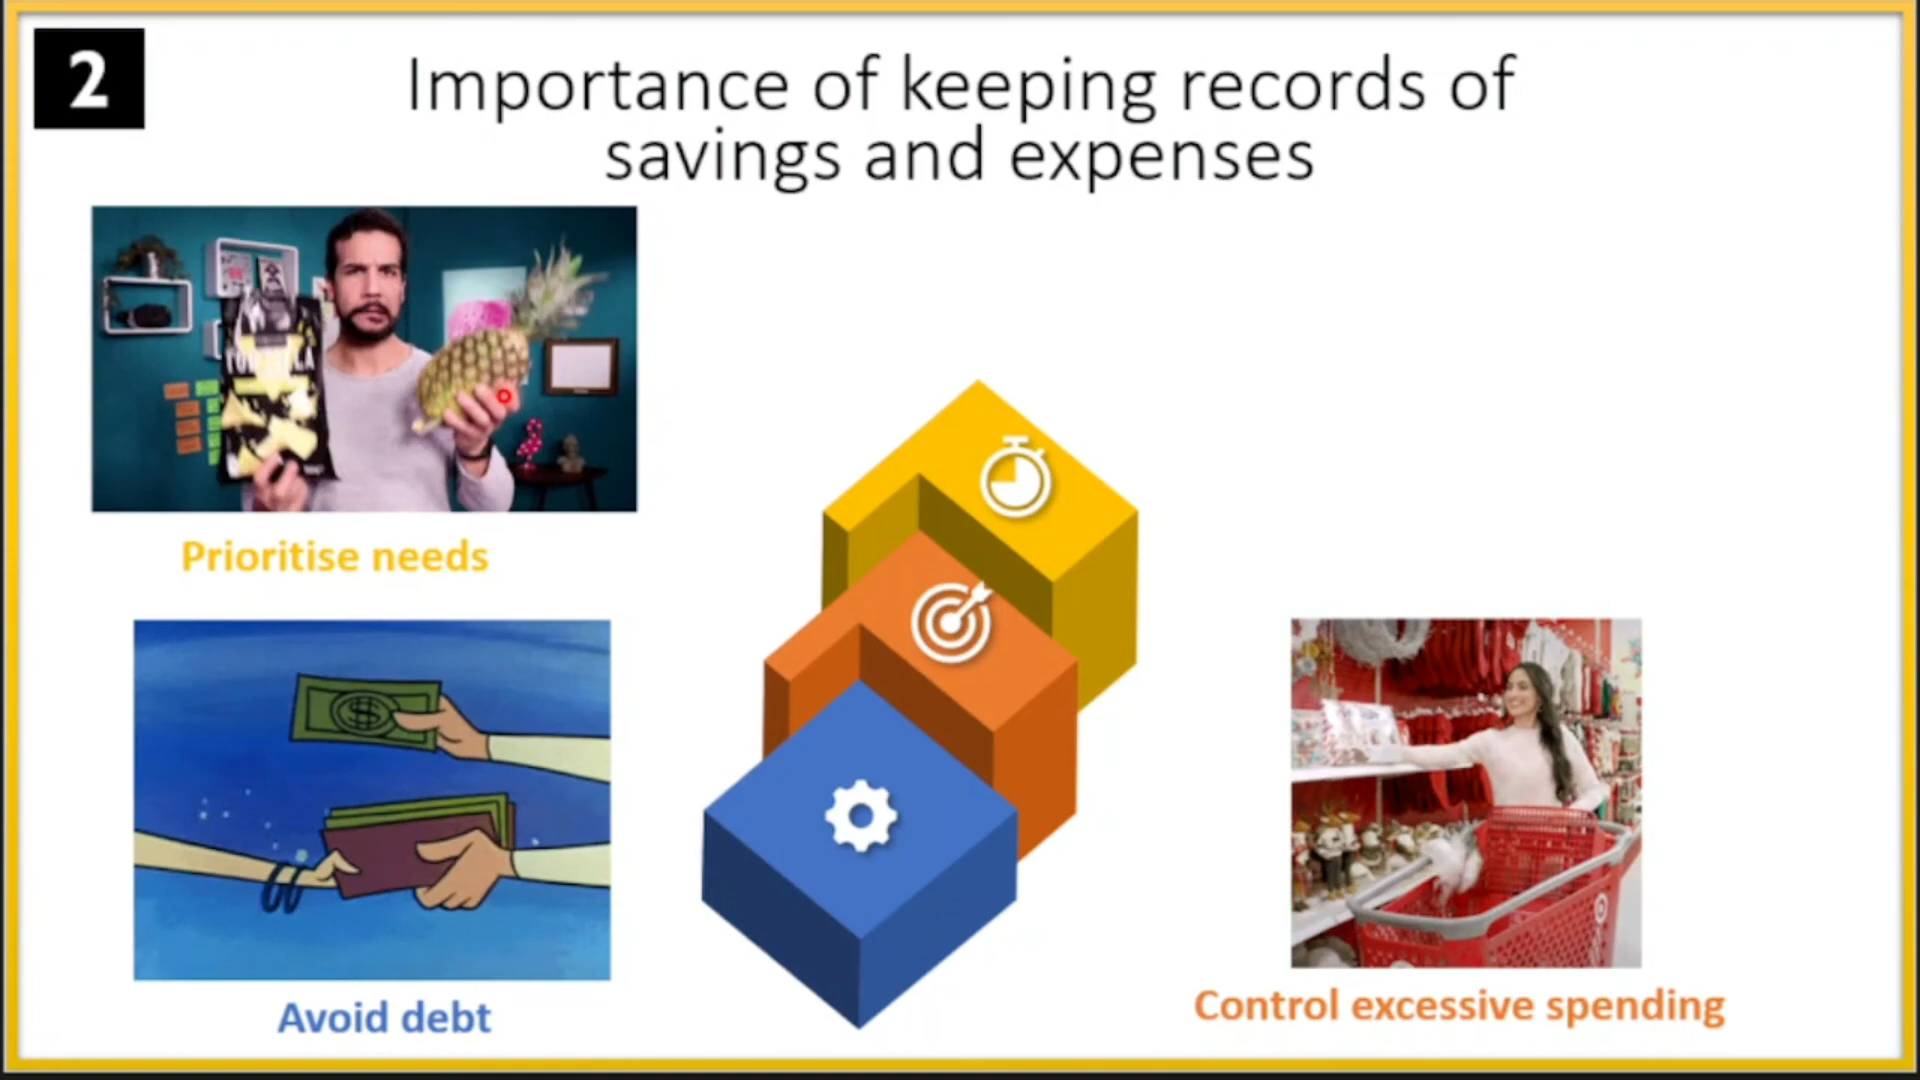 2
Importance of keeping records of
savings and expenses
Prioritise needs
$
Avoid debt
Control excessive spending